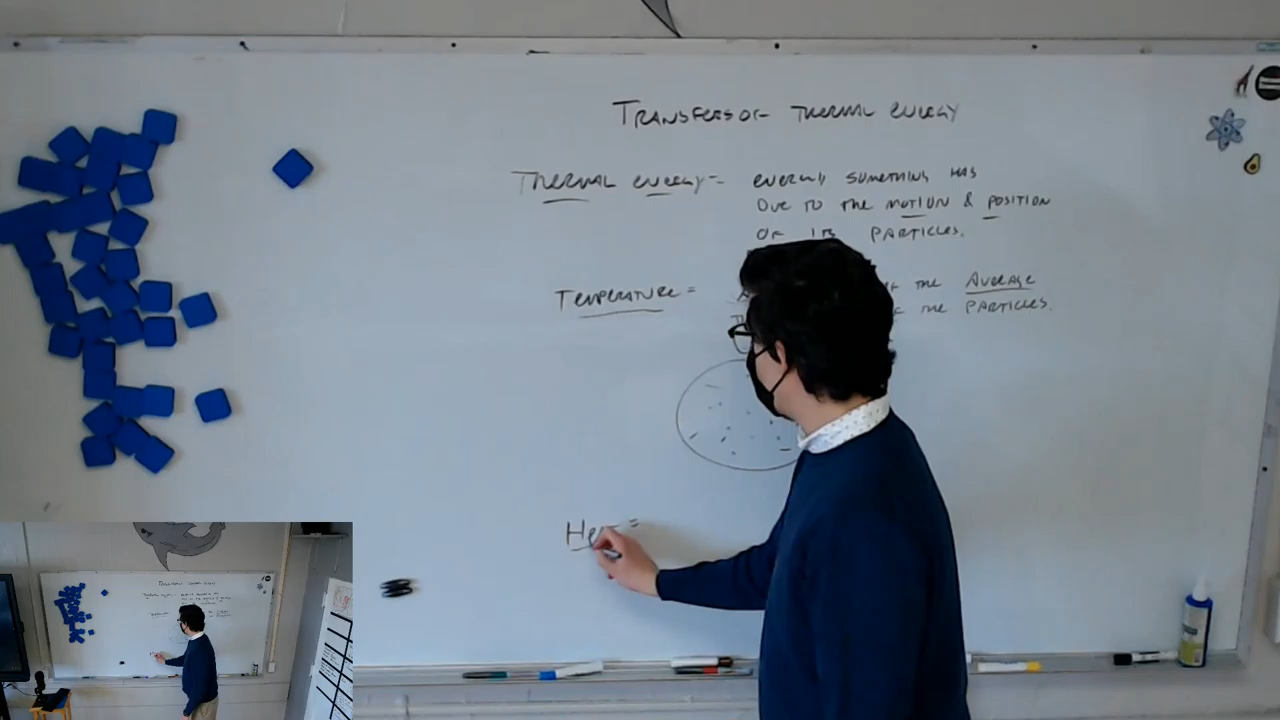 TRANSFERS OF THERMAL ENERGY
THERMAL ENERGY = ENERGY SOMETHING HAS
DUE TO THE MOTION & POSITION
OF ITS PARTICLES.
TEMPERATURE = THE AVERAGE
THE PARTICLES.
=